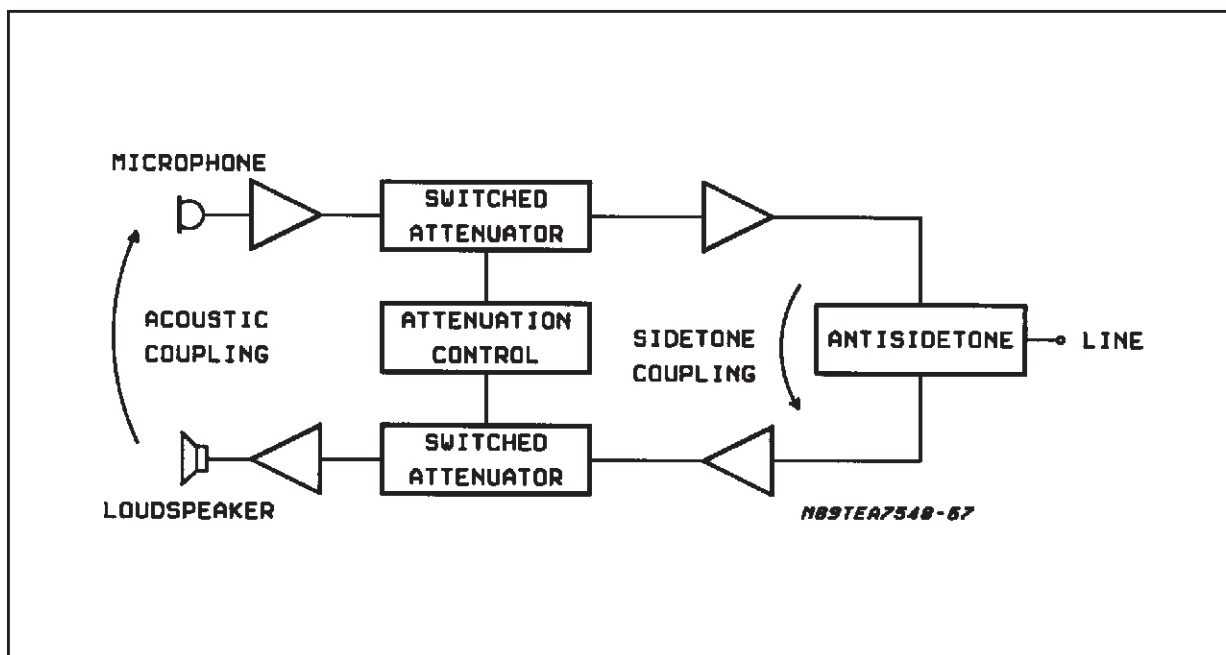 MICROPHONE
SWITCHED
ATTENUATOR
ACOUSTIC
COUPLING
ATTENUATION
CONTROL
SIDETONE
COUPLING
ANTISIDETONE
LINE
SWITCHED
ATTENUATOR
LOUDSPEAKER
M89TEA7540-67